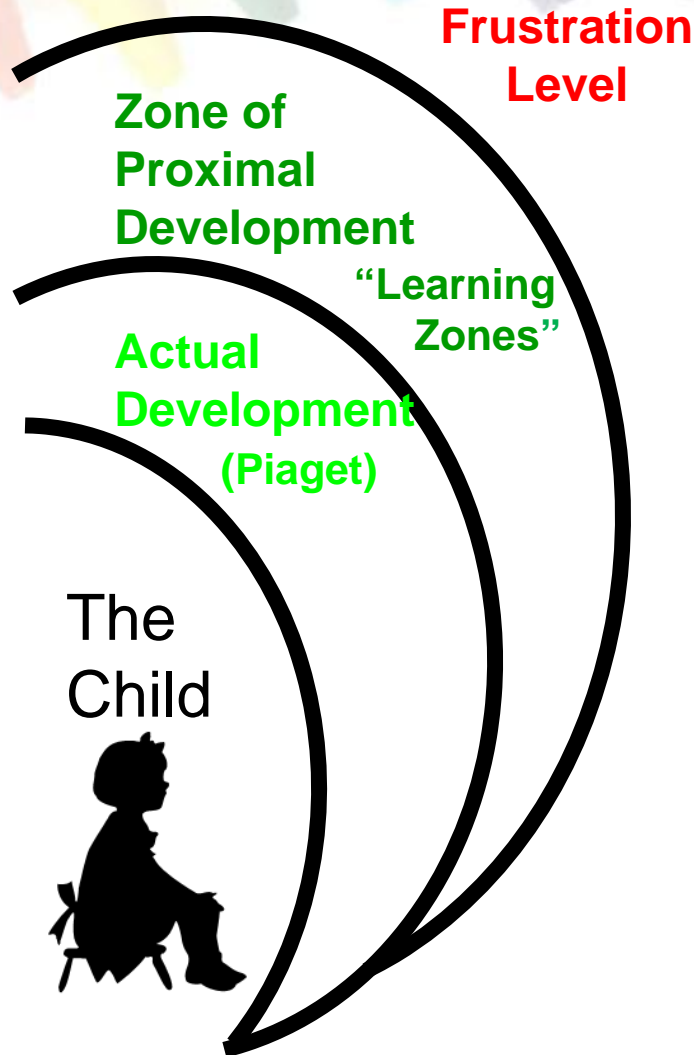 Frustration
Level
Zone of
Proximal
Development
“Learning
Zones”
Actual
Development
(Piaget)
The
Child